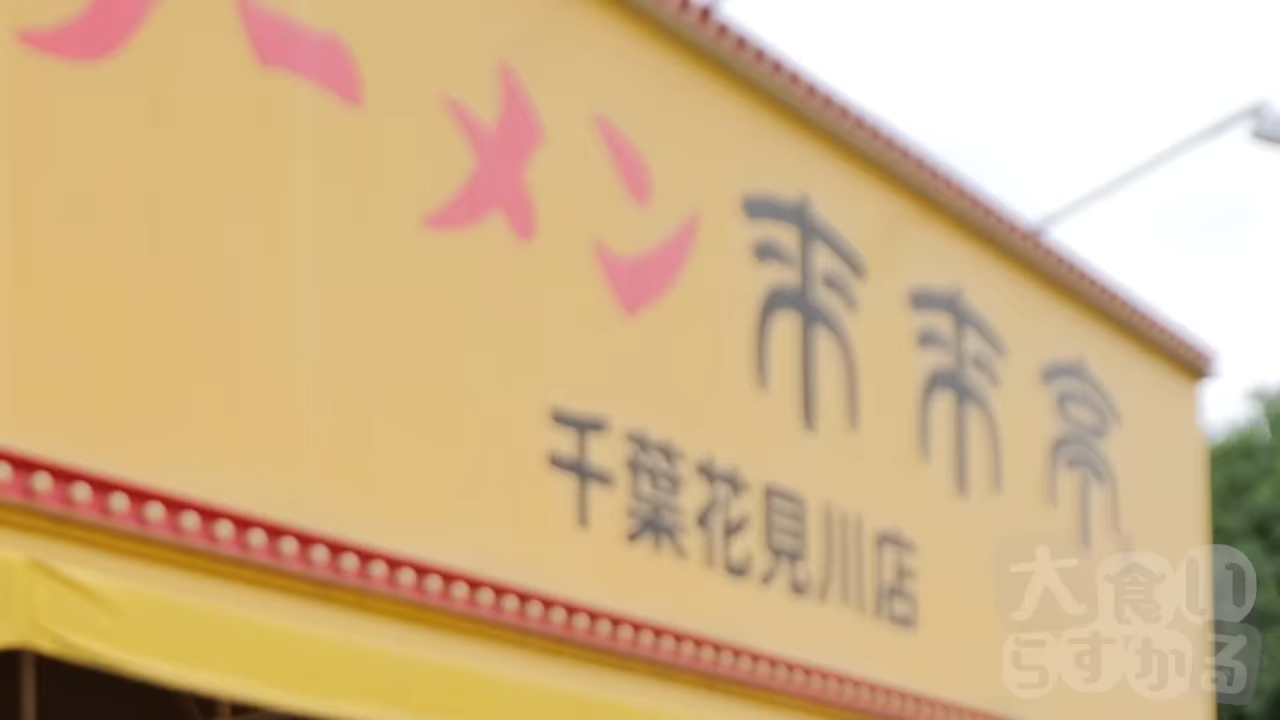 ーメン
来来亭
千葉花見川店
大食い
らすかる